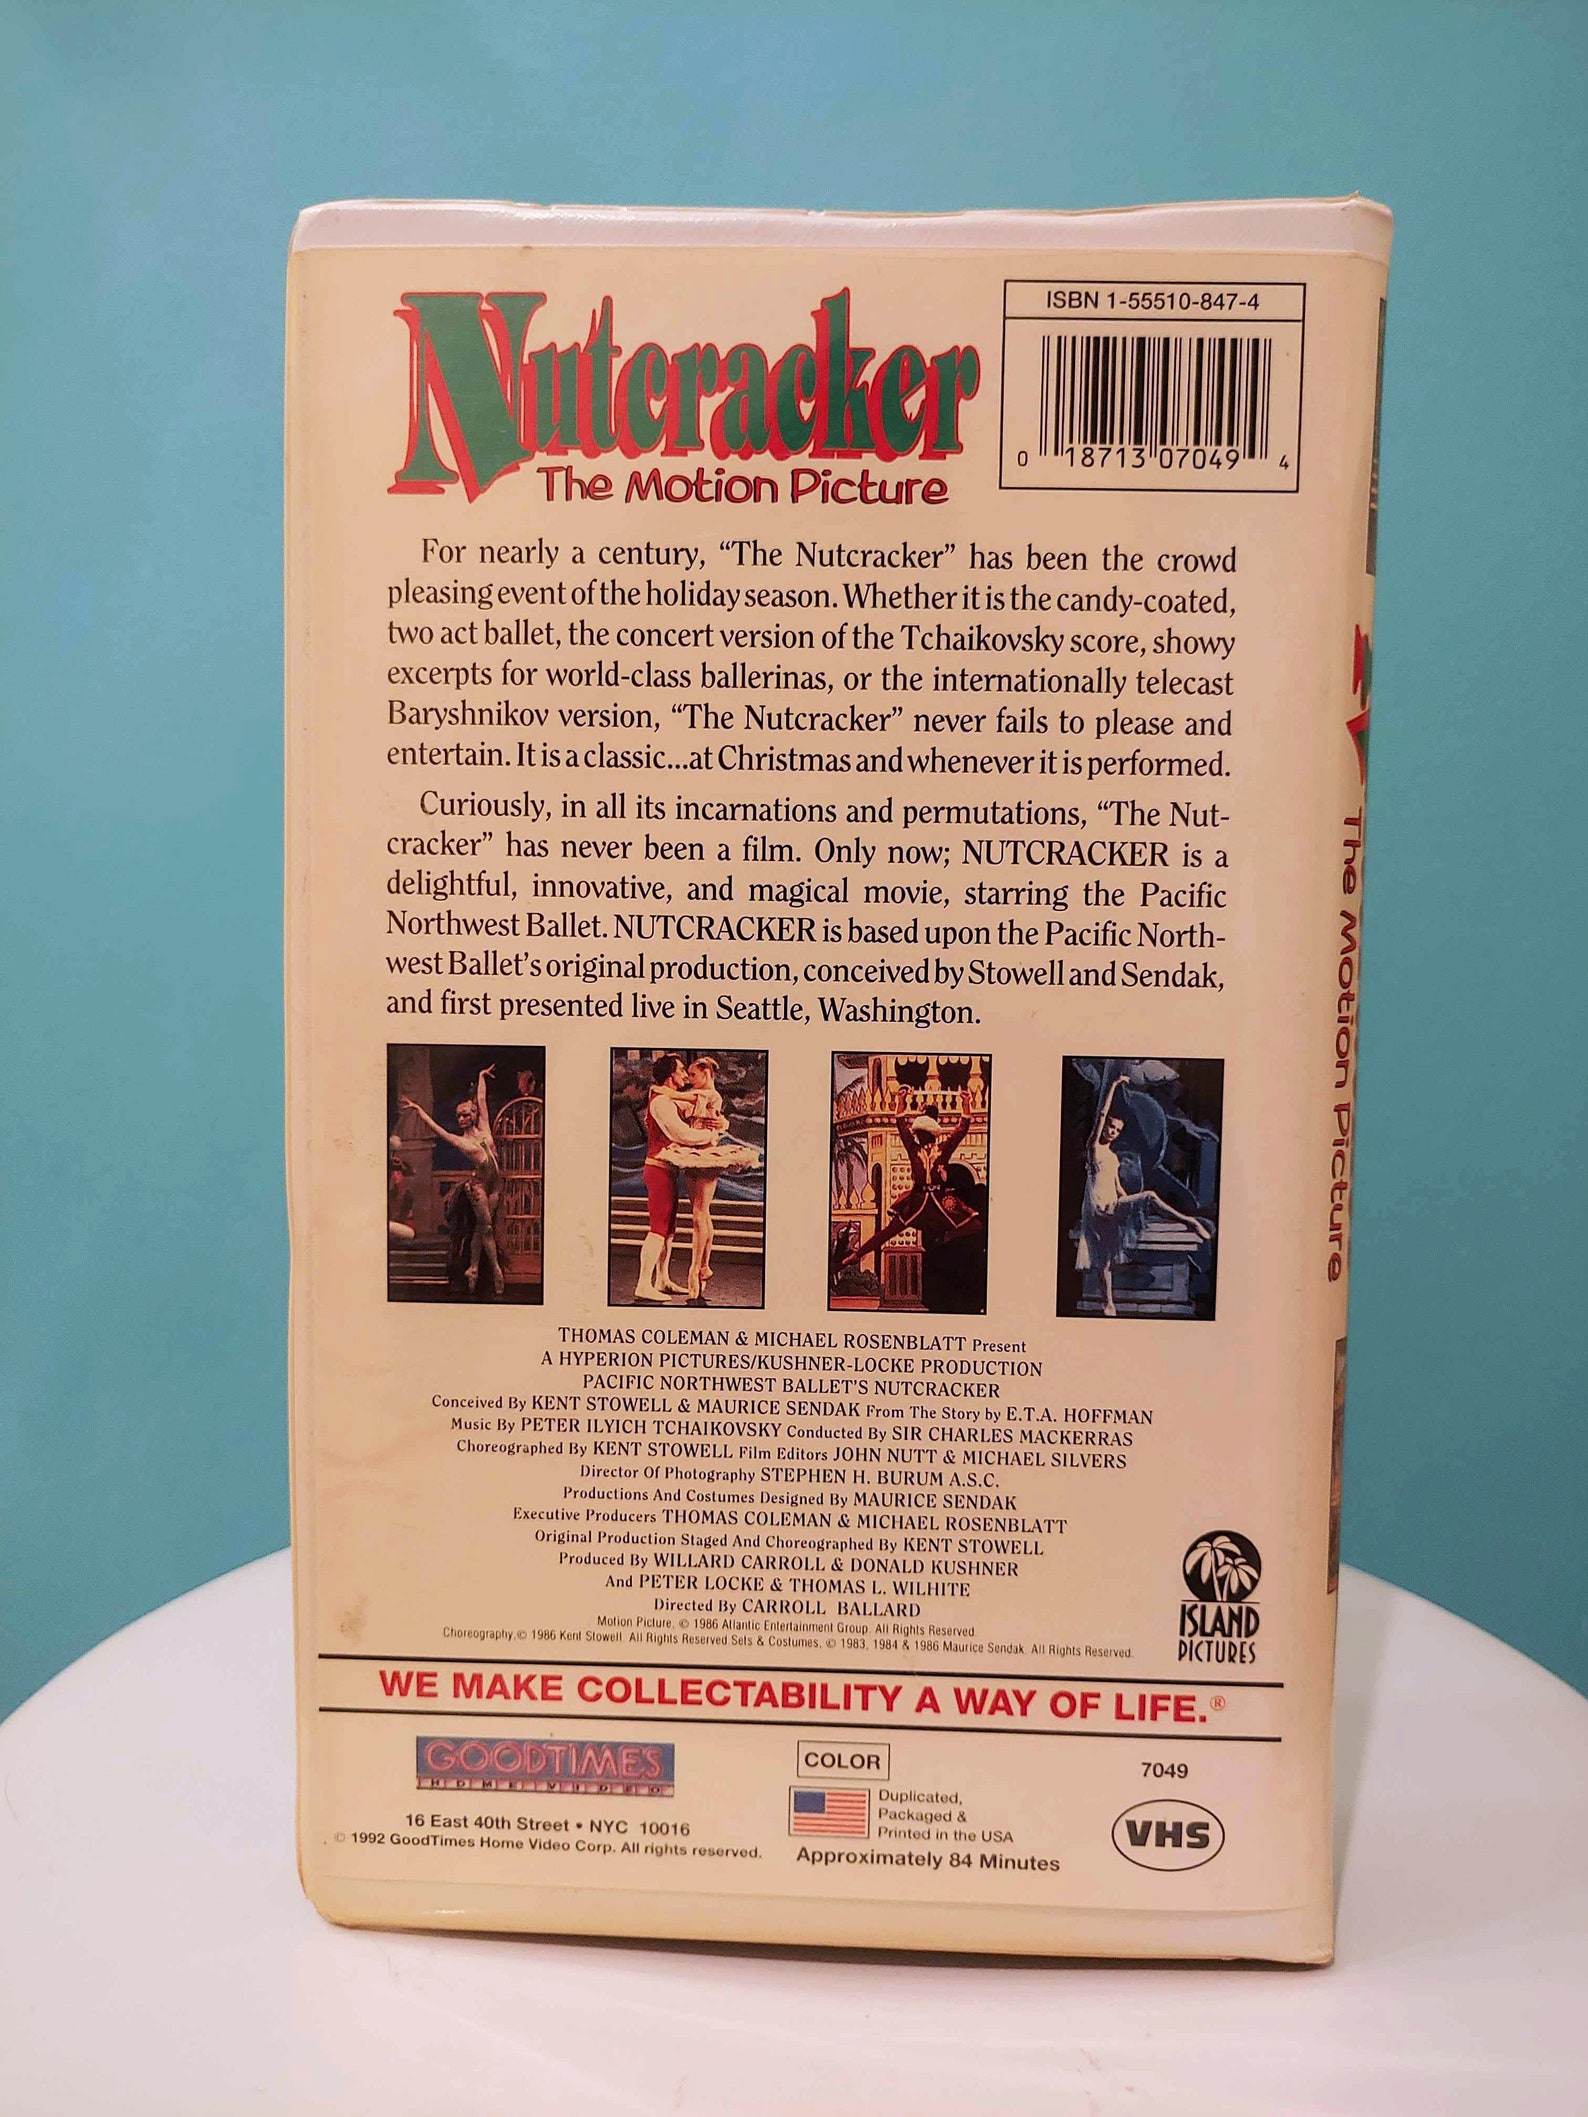 Nutcracker
The Motion Picture
ISBN 1-55510-847-4
0 18713 07049 4
For nearly a century, “The Nutcracker” has been the crowd
pleasing event of the holiday season. Whether it is the candy-coated,
two act ballet, the concert version of the Tchaikovsky score, showy
excerpts for world-class ballerinas, or the internationally telecast
Baryshnikov version, “The Nutcracker” never fails to please and
entertain. It is a classic...at Christmas and whenever it is performed.
Curiously, in all its incarnations and permutations, “The Nut-
cracker” has never been a film. Only now; NUTCRACKER is a
delightful, innovative, and magical movie, starring the Pacific
Northwest Ballet. NUTCRACKER is based upon the Pacific North-
west Ballet’s original production, conceived by Stowell and Sendak,
and first presented live in Seattle, Washington.
THOMAS COLEMAN & MICHAEL ROSENBLATT Present
A HYPERION PICTURES/KUSHNER-LOCKE PRODUCTION
PACIFIC NORTHWEST BALLET’S NUTCRACKER
Conceived By KENT STOWELL & MAURICE SENDAK From The Story by E.T.A. HOFFMAN
Music By PETER ILYICH TCHAIKOVSKY Conducted By SIR CHARLES MACKERRAS
Choreographed By KENT STOWELL Film Editors JOHN NUTT & MICHAEL SILVERS
Director Of Photography STEPHEN H. BURUM A.S.C.
Productions And Costumes Designed By MAURICE SENDAK
Executive Producers THOMAS COLEMAN & MICHAEL ROSENBLATT
Original Production Staged And Choreographed By KENT STOWELL
Produced By WILLARD CARROLL & DONALD KUSHNER
And PETER LOCKE & THOMAS L. WILHITE
Directed By CARROLL BALLARD
Motion Picture, © 1986 Atlantic Entertainment Group. All Rights Reserved.
Choreography, © 1986 Kent Stowell. All Rights Reserved. Sets & Costumes, © 1983, 1984 & 1986 Maurice Sendak. All Rights Reserved.
ISLAND
PICTURES
WE MAKE COLLECTABILITY A WAY OF LIFE.®
GOODTIMES
HOME VIDEO
16 East 40th Street • NYC 10016
© 1992 GoodTimes Home Video Corp. All rights reserved.
COLOR
Duplicated,
Packaged &
Printed in the USA
Approximately 84 Minutes
7049
VHS
The Motion Picture